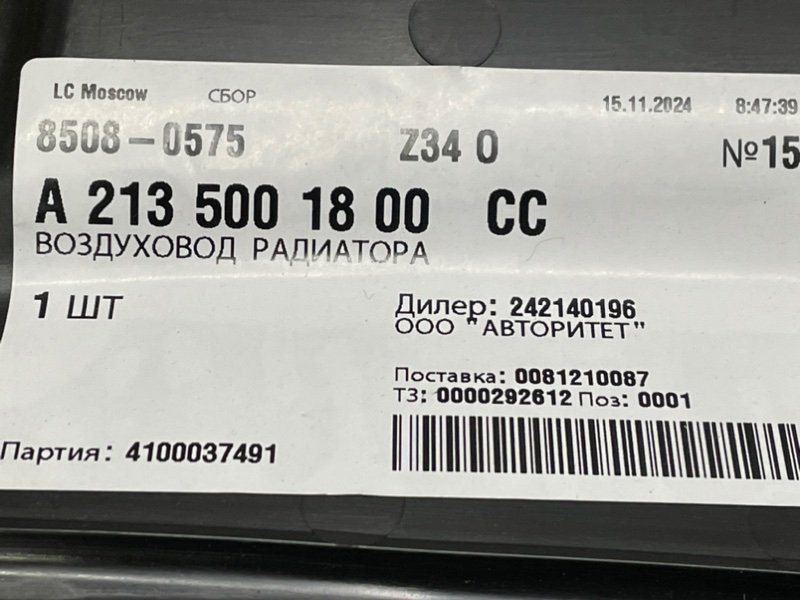 LC Moscow СБОР 15.11.2024 8:47:39
8508-0575 Z34 0 №15
A 213 500 18 00 CC
ВОЗДУХОВОД РАДИАТОРА
1 ШТ
Дилер: 242140196
ООО "АВТОРИТЕТ"
Поставка: 0081210087
ТЗ: 0000292612 Поз: 0001
Партия: 4100037491